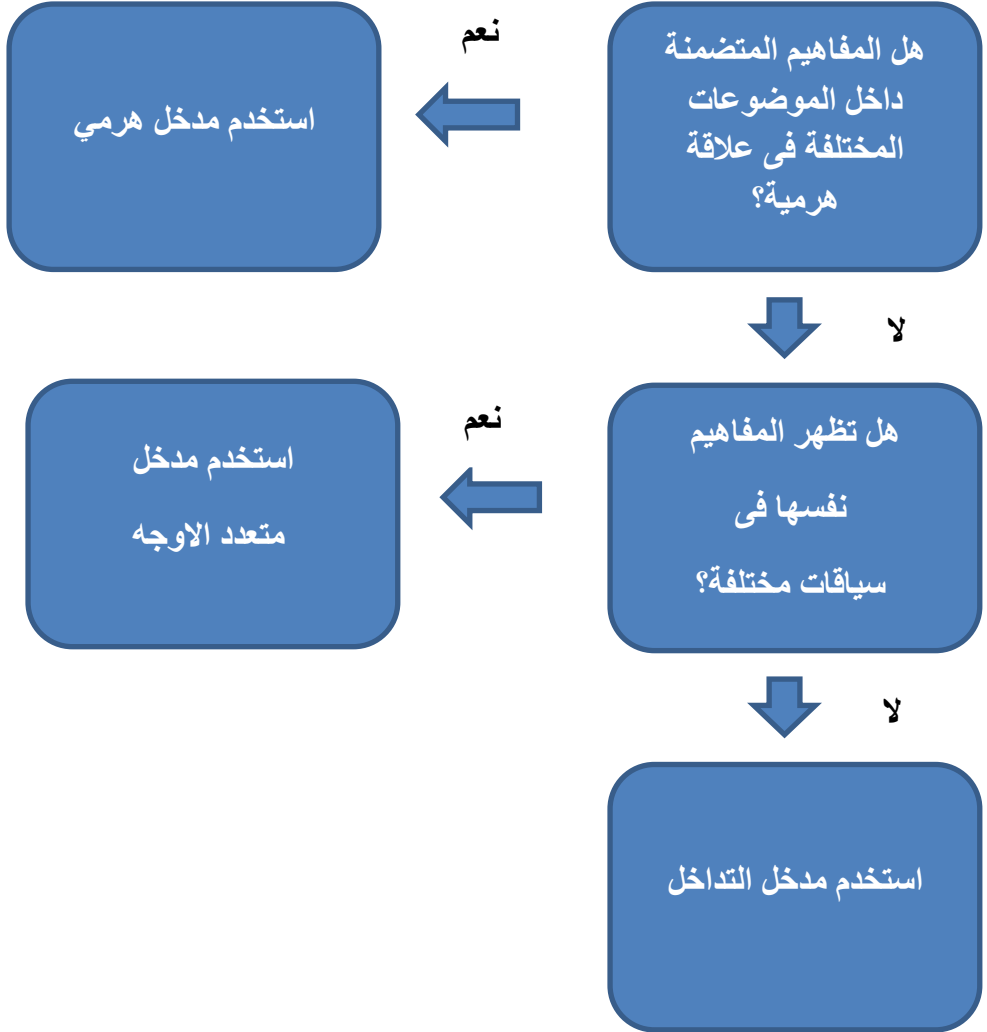 هل المفاهيم المتضمنة
داخل الموضوعات
المختلفة فى علاقة
هرمية؟
نعم
استخدم مدخل هرمي
لا
هل تظهر المفاهيم
نفسها فى
سياقات مختلفة؟
نعم
استخدم مدخل
متعدد الاوجه
لا
استخدم مدخل التداخل